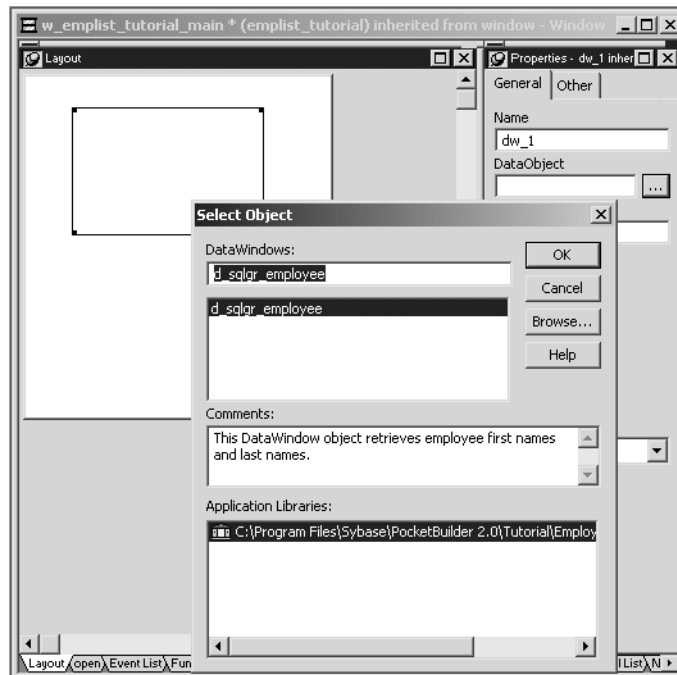 w_emplist_tutorial_main * (emplist_tutorial) inherited from window - Window
Layout
Properties - dw_1 inher
General
Other
Name
dw_1
DataObject
...
Select Object
DataWindows:
d_sqlgr_employee
d_sqlgr_employee
OK
Cancel
Browse...
Help
Comments:
This DataWindow object retrieves employee first names
and last names.
Application Libraries:
C:\Program Files\Sybase\PocketBuilder 2.0\Tutorial\Employ
Layout
open
Event List
Fun
l List
N